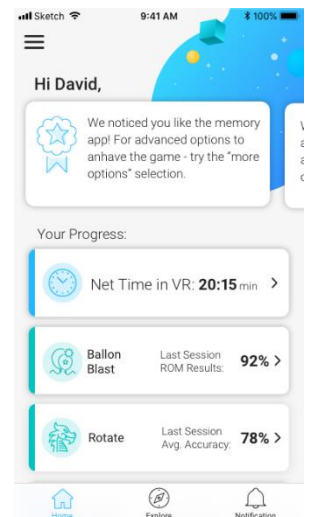 Sketch 9:41 AM 100%
Hi David,
We noticed you like the memory
app! For advanced options to
anhave the game - try the "more
options" selection.
Your Progress:
Net Time in VR: 20:15 min
Ballon
Blast
Last Session
ROM Results:
92%
Rotate
Last Session
Avg. Accuracy:
78%
Home Explore Notification